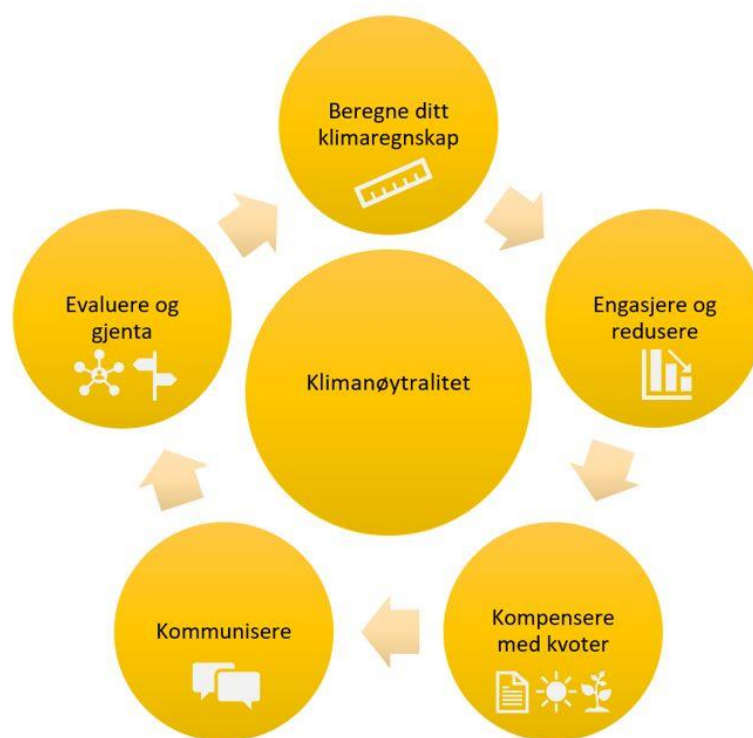 Beregne ditt
klimaregnskap
Engasjere og
redusere
Kompensere
med kvoter
Kommunisere
Evaluere og
gjenta
Klimanøytralitet